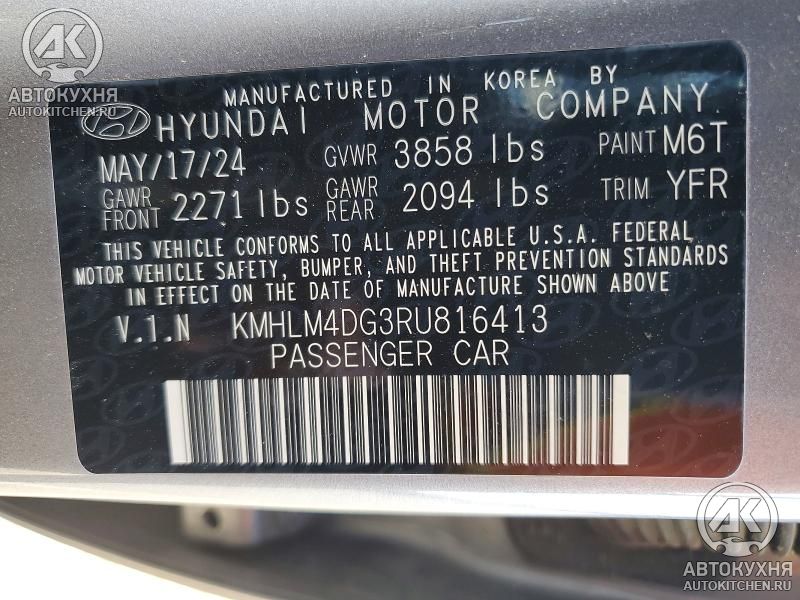 АВТОКУХНЯ
AUTOKITCHEN.RU
MANUFACTURED IN KOREA BY
HYUNDAI MOTOR COMPANY
MAY/17/24 GVWR 3858 lbs PAINT M6T
GAWR FRONT 2271 lbs GAWR REAR 2094 lbs TRIM YFR
THIS VEHICLE CONFORMS TO ALL APPLICABLE U.S.A. FEDERAL
MOTOR VEHICLE SAFETY, BUMPER, AND THEFT PREVENTION STANDARDS
IN EFFECT ON THE DATE OF MANUFACTURE SHOWN ABOVE
V.I.N KMHLM4DG3RU816413
PASSENGER CAR
АВТОКУХНЯ
AUTOKITCHEN.RU